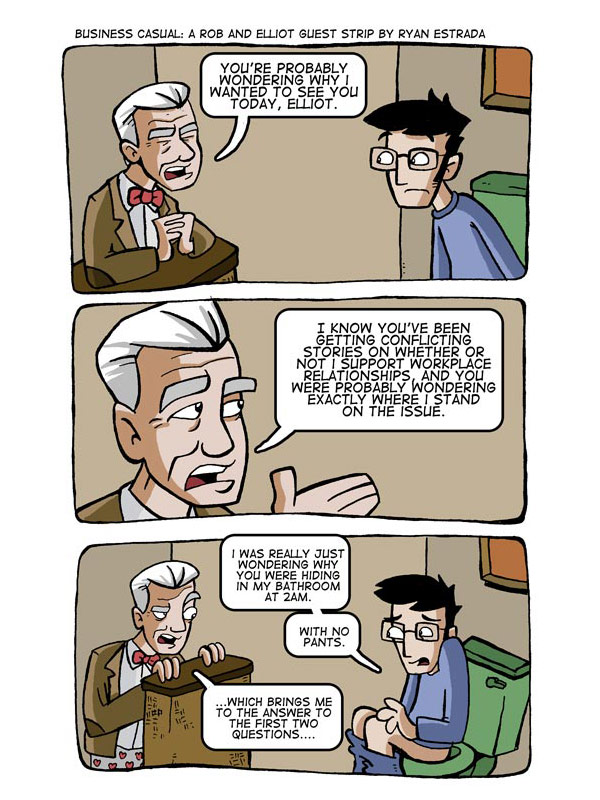 BUSINESS CASUAL: A ROB AND ELLIOT GUEST STRIP BY RYAN ESTRADA
YOU'RE PROBABLY
WONDERING WHY I
WANTED TO SEE YOU
TODAY, ELLIOT.
I KNOW YOU'VE BEEN
GETTING CONFLICTING
STORIES ON WHETHER OR
NOT I SUPPORT WORKPLACE
RELATIONSHIPS, AND YOU
WERE PROBABLY WONDERING
EXACTLY WHERE I STAND
ON THE ISSUE.
I WAS REALLY JUST
WONDERING WHY
YOU WERE HIDING
IN MY BATHROOM
AT 2AM.
WITH NO
PANTS.
...WHICH BRINGS ME
TO THE ANSWER TO
THE FIRST TWO
QUESTIONS....